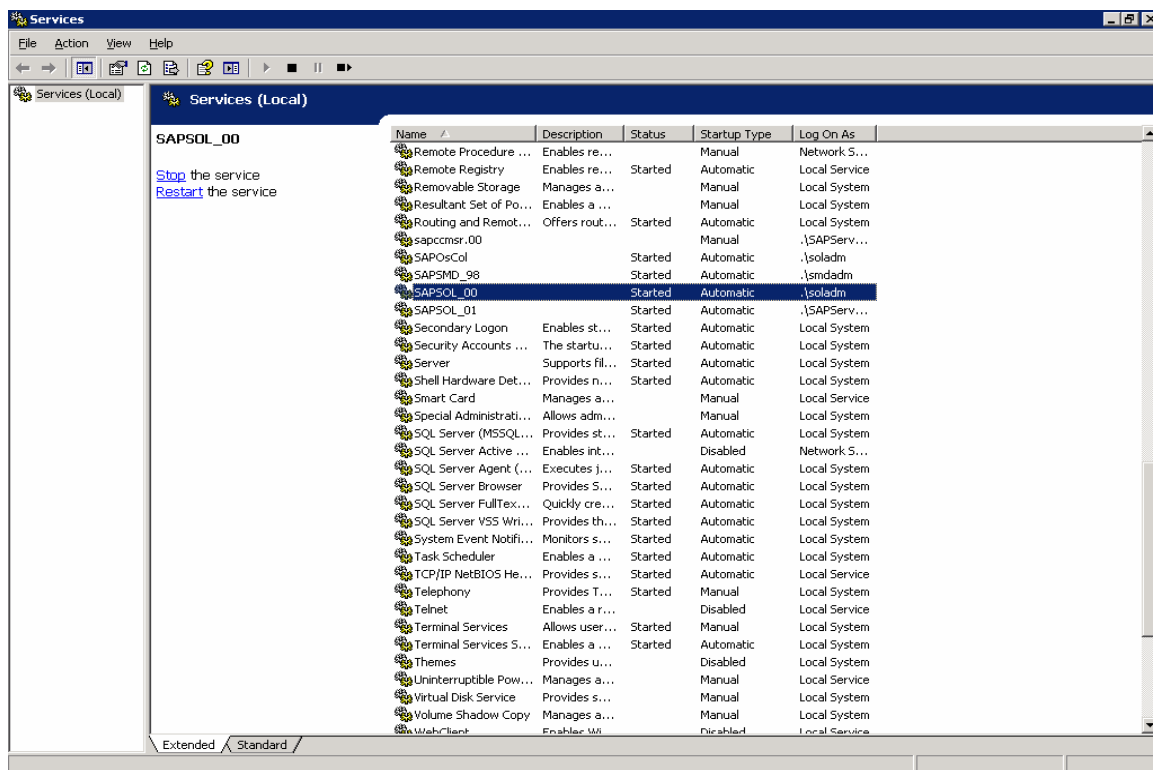 Services
File Action View Help
Services (Local)
Services (Local)
SAPSOL_00
Stop the service
Restart the service
Name Description Status Startup Type Log On As
Remote Procedure ... Enables re... Manual Network S...
Remote Registry Enables re... Started Automatic Local Service
Removable Storage Manages a... Manual Local System
Resultant Set of Po... Enables a ... Manual Local System
Routing and Remot... Offers rout... Started Automatic Local System
sapccmsr.00 Manual .\SAPServ...
SAPOsCol Started Automatic .\soladm
SAPSMD_98 Started Automatic .\smdadm
SAPSOL_00 Started Automatic .\soladm
SAPSOL_01 Started Automatic .\SAPServ...
Secondary Logon Enables st... Started Automatic Local System
Security Accounts ... The startu... Started Automatic Local System
Server Supports fil... Started Automatic Local System
Shell Hardware Det... Provides n... Started Automatic Local System
Smart Card Manages a... Manual Local Service
Special Administrati... Allows adm... Manual Local System
SQL Server (MSSQL... Provides st... Started Automatic Local System
SQL Server Active ... Enables int... Disabled Network S...
SQL Server Agent (... Executes j... Started Automatic Local System
SQL Server Browser Provides S... Started Automatic Local System
SQL Server FullTex... Quickly cre... Started Automatic Local System
SQL Server VSS Wri... Provides th... Started Automatic Local System
System Event Notifi... Monitors s... Started Automatic Local System
Task Scheduler Enables a ... Started Automatic Local System
TCP/IP NetBIOS He... Provides s... Started Automatic Local Service
Telephony Provides T... Started Manual Local System
Telnet Enables a r... Disabled Local Service
Terminal Services Allows user... Started Manual Local System
Terminal Services S... Enables a ... Started Automatic Local System
Themes Provides u... Disabled Local System
Uninterruptible Pow... Manages a... Manual Local Service
Virtual Disk Service Provides s... Manual Local System
Volume Shadow Copy Manages a... Manual Local System
WebClient Enables Wi... Disabled Local Service
Extended Standard